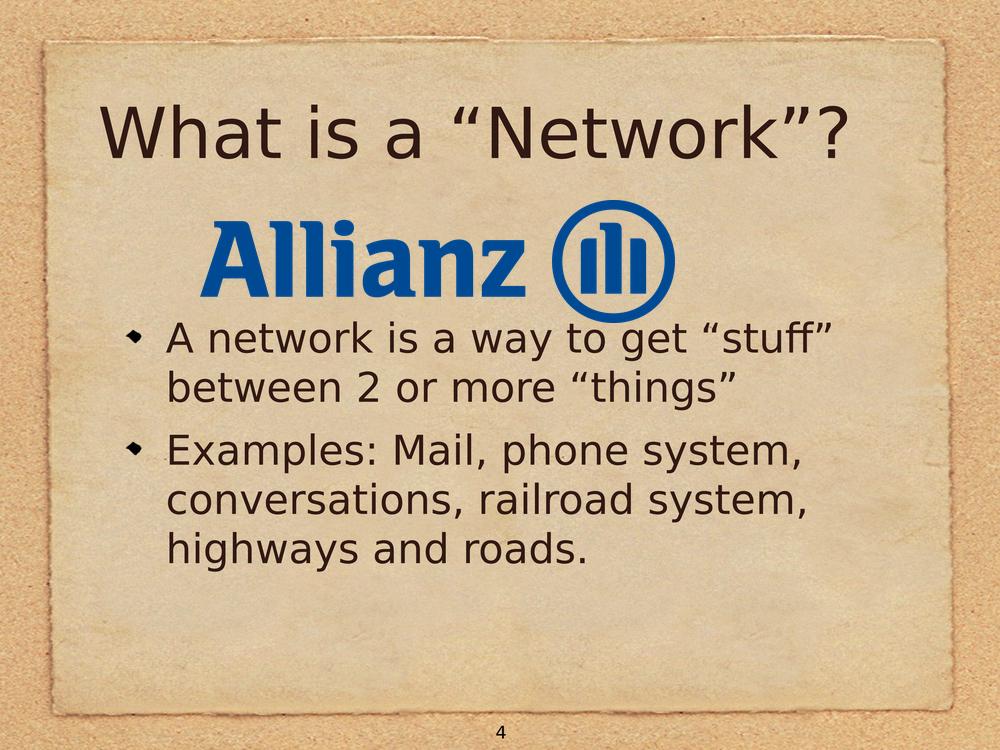 What is a “Network”?
Allianz
A network is a way to get “stuff”
between 2 or more “things”
Examples: Mail, phone system,
conversations, railroad system,
highways and roads.
4